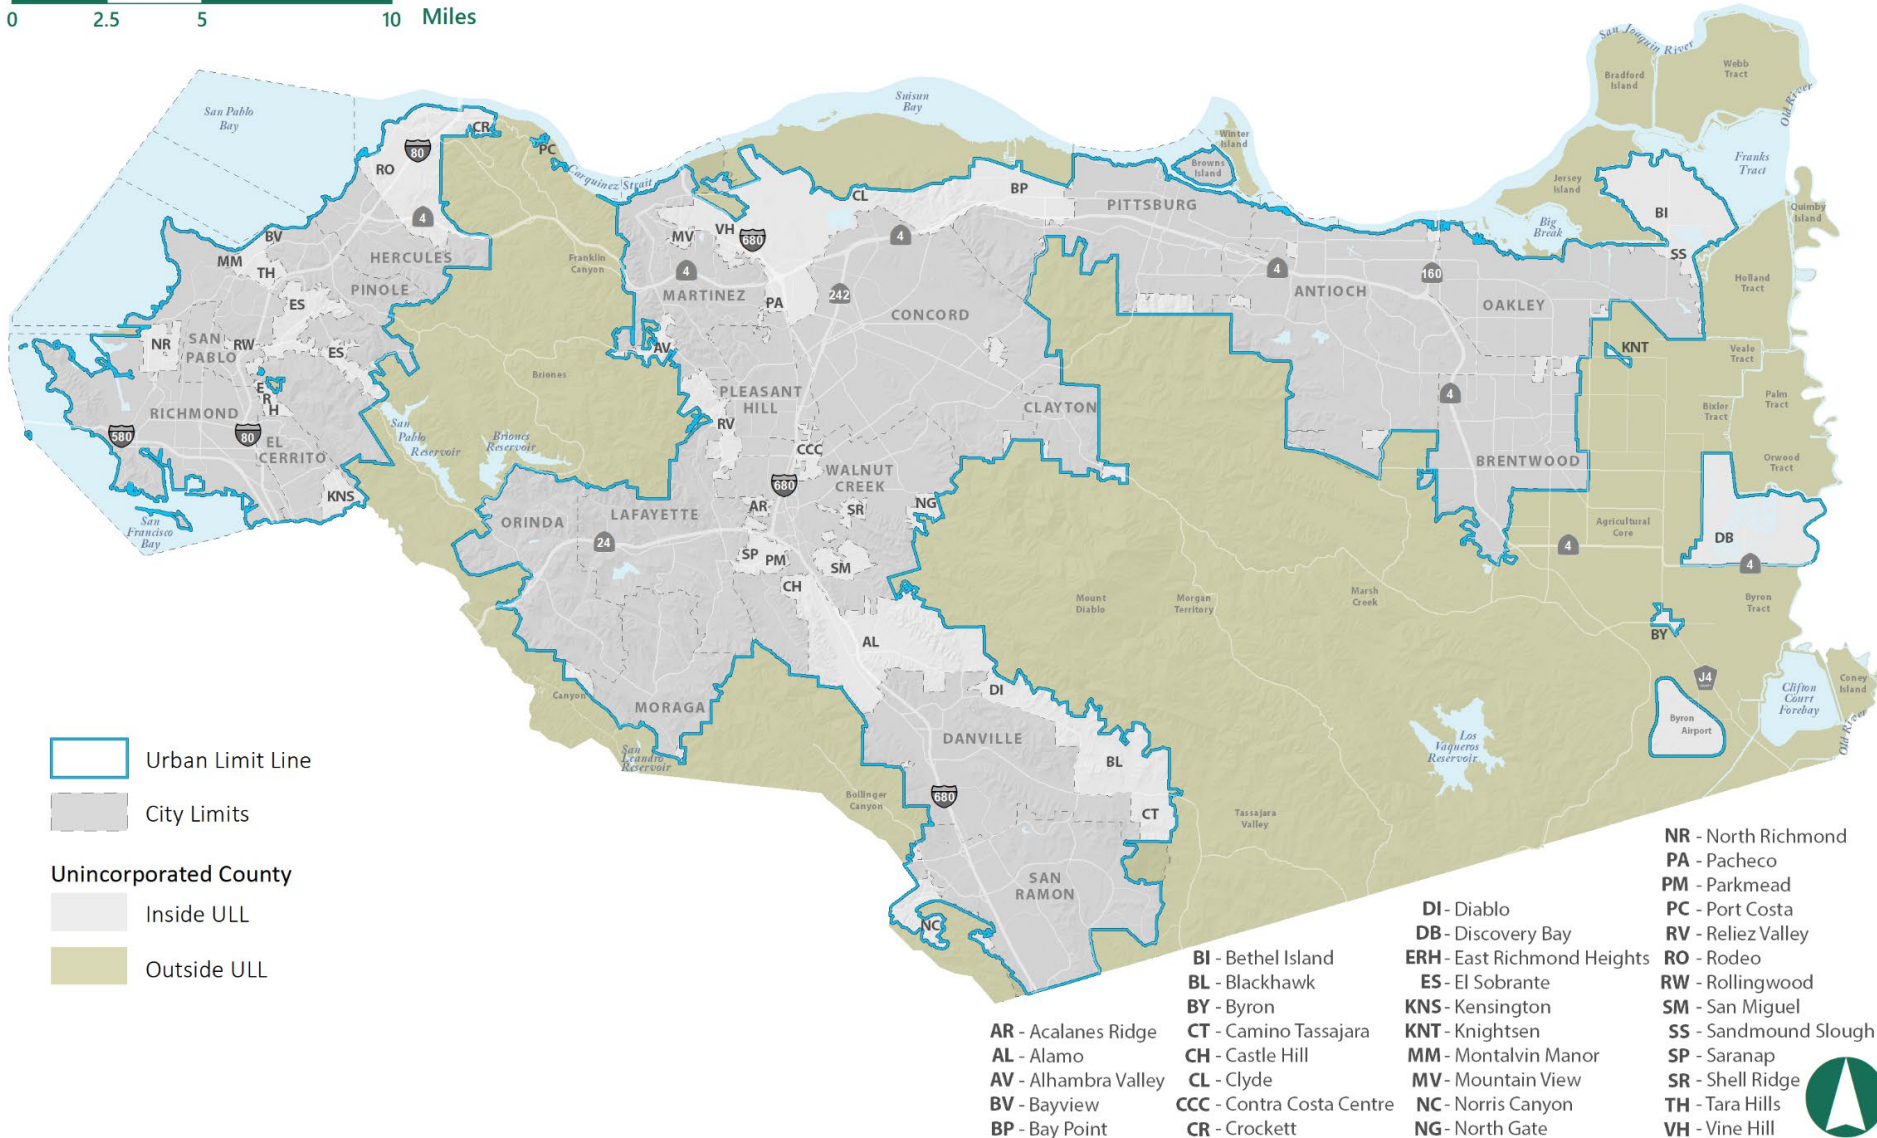 0 2.5 5 10 Miles
San Joaquin River
Webb
Tract
Bradford
Island
Old River
Suisun
Bay
San Pablo
Bay
CR
80
PC
Winter
Island
Browns
Island
Franks
Tract
RO
Carquinez Strait
BP
CL
Jersey
Island
PITTSBURG
Quimby
Island
BI
4
VH
MV
680
4
Big
Break
BV
MM
TH
HERCULES
Franklin
Canyon
SS
4
4
160
Holland
Tract
PINOLE
MARTINEZ
PA
242
ANTIOCH
OAKLEY
ES
CONCORD
NR
SAN
PABLO
RW
ES
AV
KNT
Veale
Tract
Briones
E
R
H
PLEASANT
HILL
4
Palm
Tract
RICHMOND
CLAYTON
Bixler
Tract
San
Pablo
Reservoir
Briones
Reservoir
RV
580
80
EL
CERRITO
CCC
WALNUT
CREEK
BRENTWOOD
Orwood
Tract
KNS
680
AR
SR
NG
San
Francisco
Bay
ORINDA
LAFAYETTE
Agricultural
Core
24
SP
PM
SM
4
DB
4
CH
Mount
Diablo
Morgan
Territory
Marsh
Creek
Byron
Tract
AL
BY
DI
J4
Canyon
MORAGA
Clifton
Court
Forebay
Coney
Island
Byron
Airport
Old River
DANVILLE
San
Leandro
Reservoir
BL
Los
Vaqueros
Reservoir
Urban Limit Line
Bollinger
Canyon
680
CT
Tassajara
Valley
City Limits
Unincorporated County
Inside ULL
Outside ULL
SAN
RAMON
NC
AR - Acalanes Ridge
AL - Alamo
AV - Alhambra Valley
BV - Bayview
BP - Bay Point
BI - Bethel Island
BL - Blackhawk
BY - Byron
CT - Camino Tassajara
CH - Castle Hill
CL - Clyde
CCC - Contra Costa Centre
CR - Crockett
DI - Diablo
DB - Discovery Bay
ERH - East Richmond Heights
ES - El Sobrante
KNS - Kensington
KNT - Knightsen
MM - Montalvin Manor
MV - Mountain View
NC - Norris Canyon
NG - North Gate
NR - North Richmond
PA - Pacheco
PM - Parkmead
PC - Port Costa
RV - Reliez Valley
RO - Rodeo
RW - Rollingwood
SM - San Miguel
SS - Sandmound Slough
SP - Saranap
SR - Shell Ridge
TH - Tara Hills
VH - Vine Hill